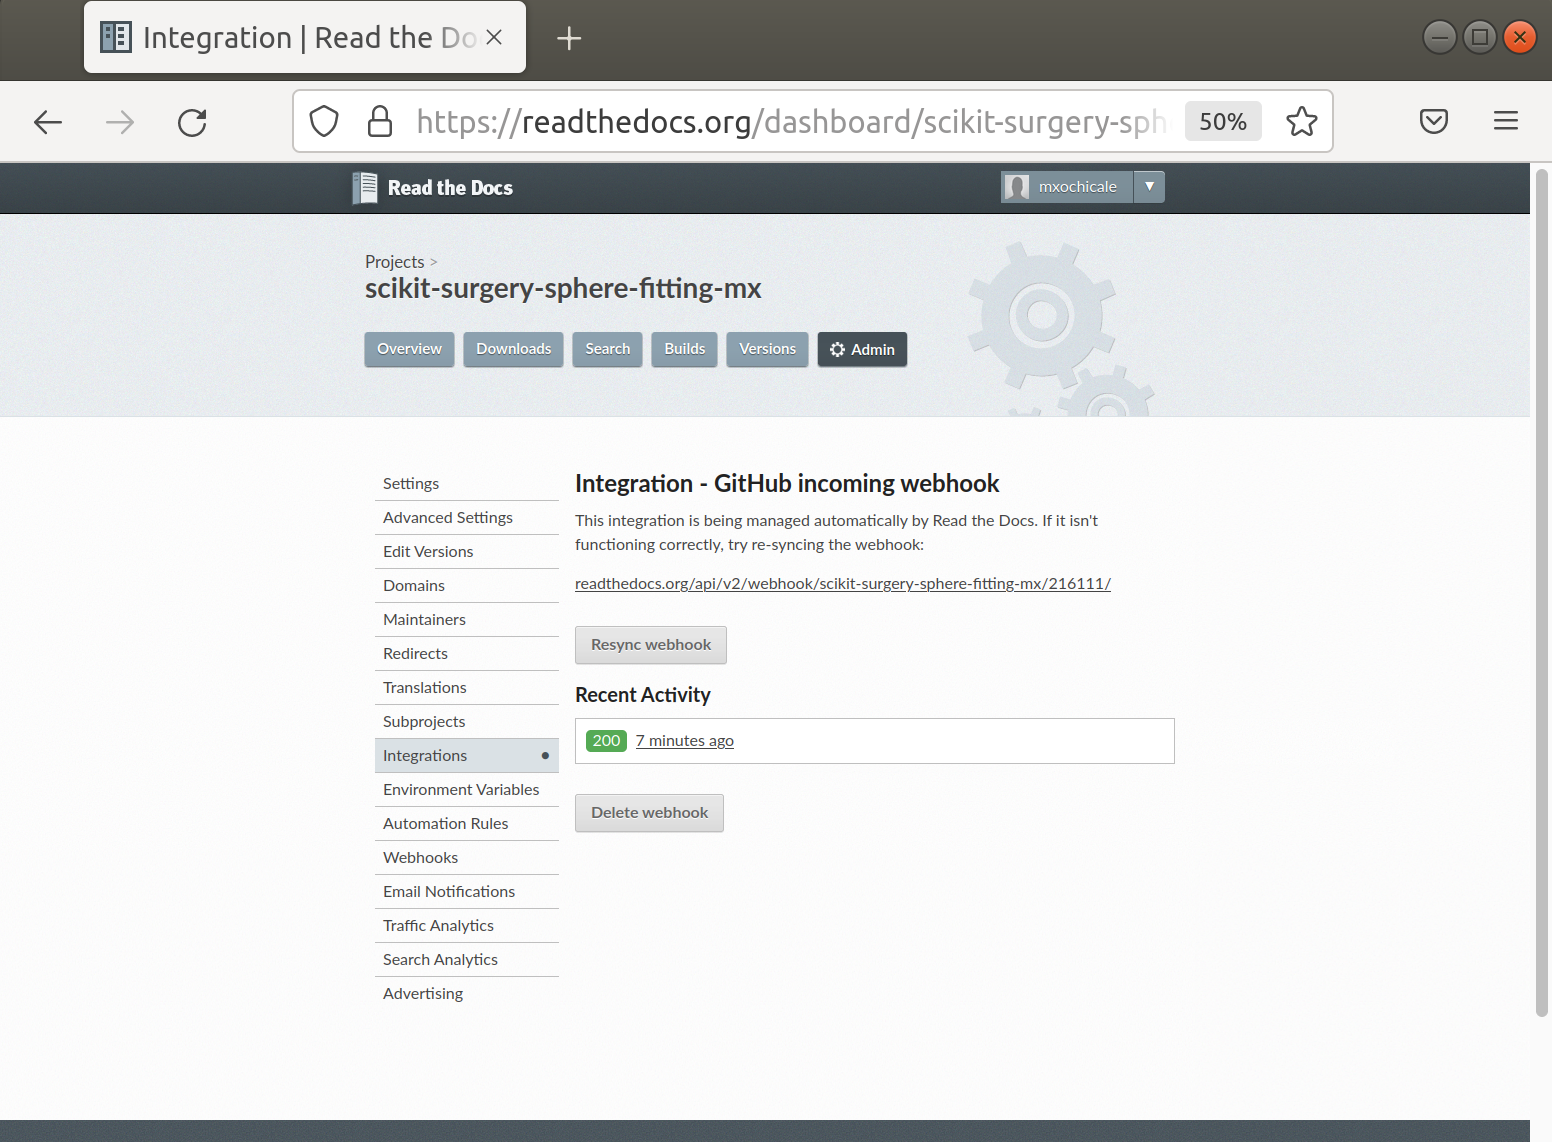 Integration | Read the Do
https://readthedocs.org/dashboard/scikit-surgery-sph
50%
Read the Docs
mxochicale
Projects >
scikit-surgery-sphere-fitting-mx
Overview
Downloads
Search
Builds
Versions
Admin
Settings
Advanced Settings
Edit Versions
Domains
Maintainers
Redirects
Translations
Subprojects
Integrations
Environment Variables
Automation Rules
Webhooks
Email Notifications
Traffic Analytics
Search Analytics
Advertising
Integration - GitHub incoming webhook
This integration is being managed automatically by Read the Docs. If it isn't
functioning correctly, try re-syncing the webhook:
readthedocs.org/api/v2/webhook/scikit-surgery-sphere-fitting-mx/216111/
Resync webhook
Recent Activity
200 7 minutes ago
Delete webhook